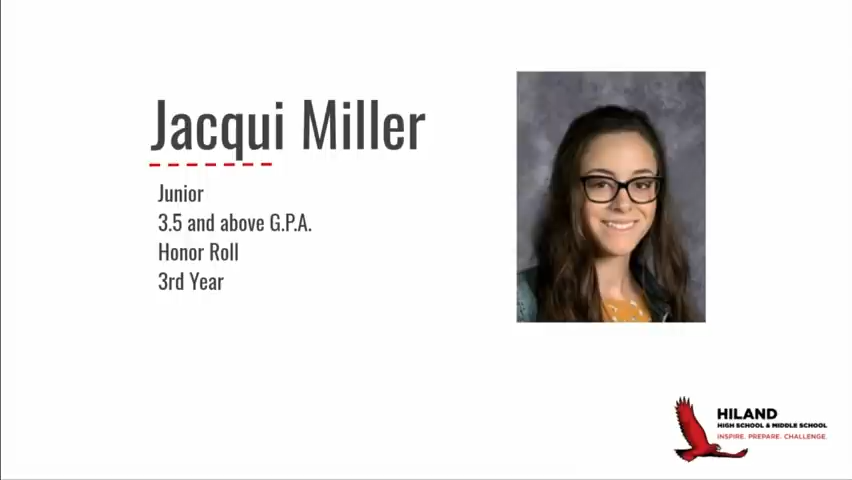 Jacqui Miller
Junior
3.5 and above G.P.A.
Honor Roll
3rd Year
HILAND
HIGH SCHOOL & MIDDLE SCHOOL
INSPIRE. PREPARE. CHALLENGE.